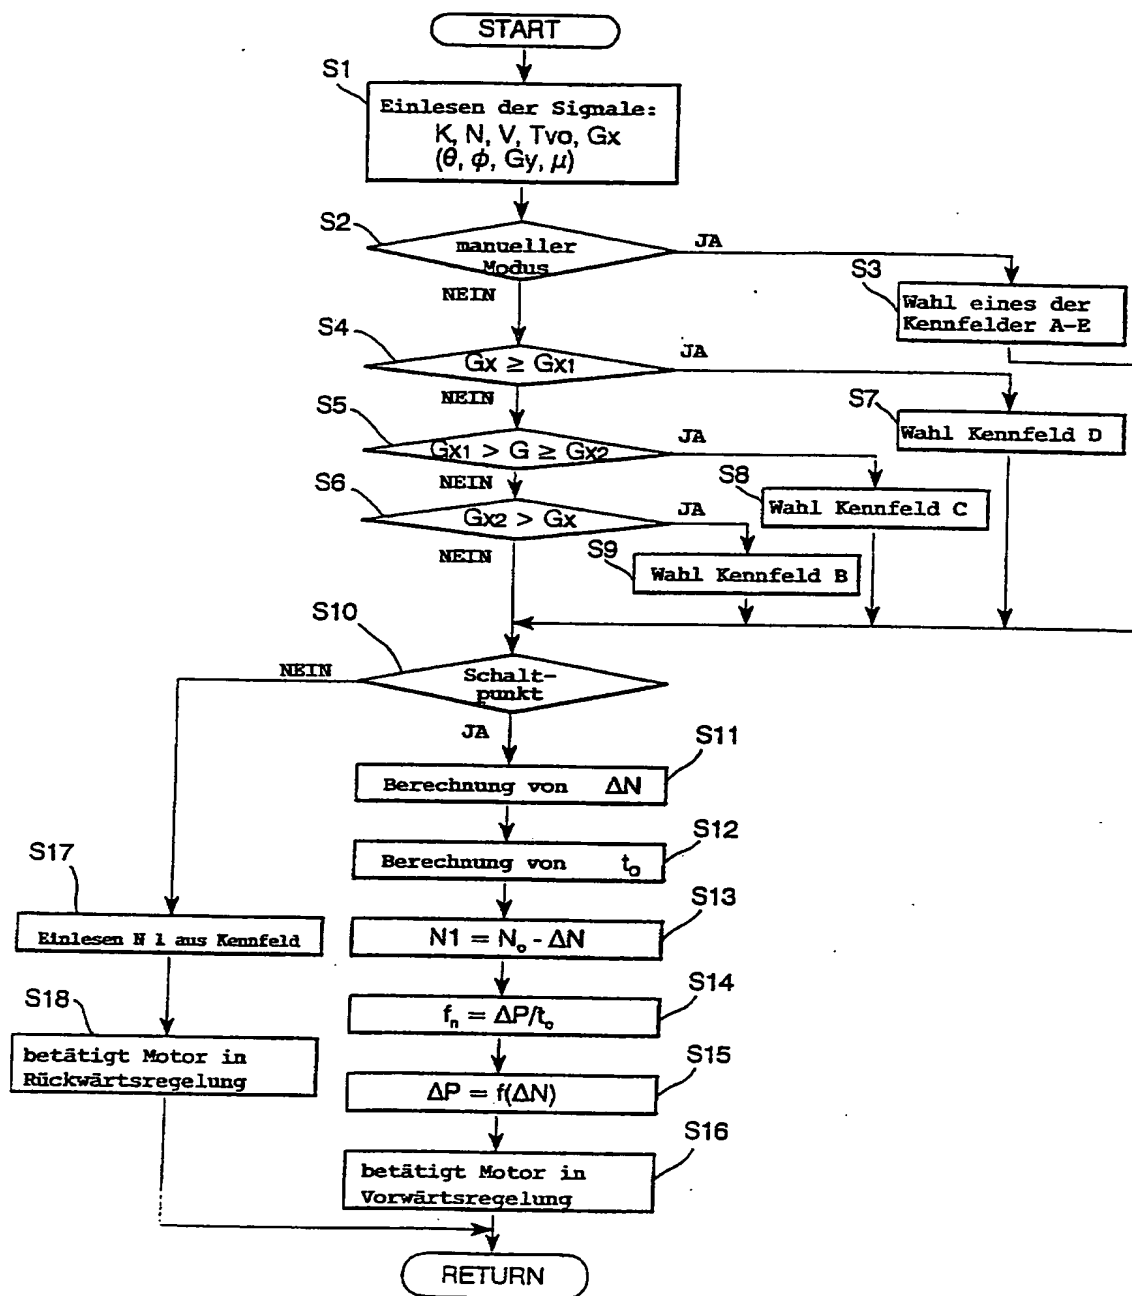 START
S1
Einlesen der Signale:
K, N, V, Tvo, Gx
(θ, ϕ, Gy, μ)
S2
manueller
Modus
JA
NEIN
S3
Wahl eines der
Kennfelder A-E
S4
Gx ≥ Gx1
JA
NEIN
S7
Wahl Kennfeld D
S5
Gx1 > G ≥ Gx2
JA
NEIN
S8
Wahl Kennfeld C
S6
Gx2 > Gx
JA
NEIN
S9
Wahl Kennfeld B
S10
Schalt-
punkt
NEIN
JA
S11
Berechnung von ΔN
S12
Berechnung von to
S13
N1 = No - ΔN
S14
fn = ΔP/to
S15
ΔP = f(ΔN)
S16
betätigt Motor in
Vorwärtsregelung
S17
Einlesen N 1 aus Kennfeld
S18
betätigt Motor in
Rückwärtsregelung
RETURN